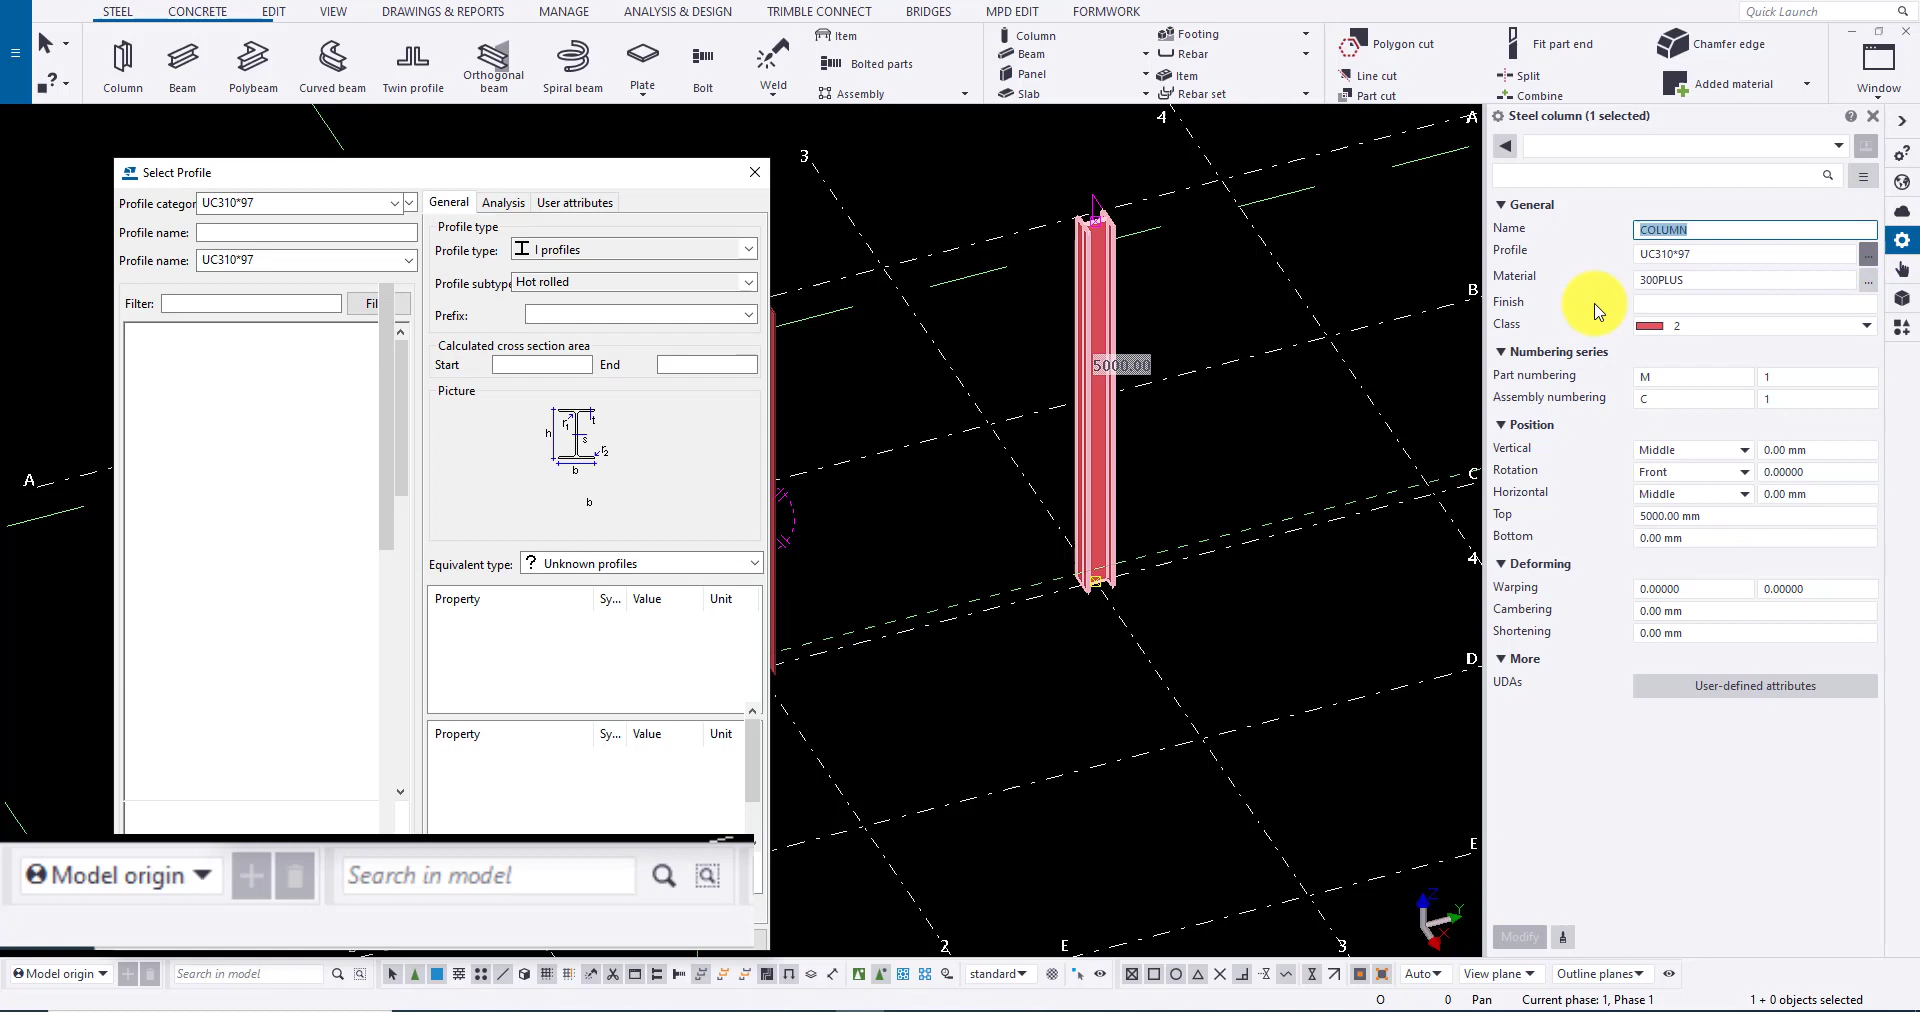 STEEL CONCRETE EDIT VIEW DRAWINGS & REPORTS MANAGE ANALYSIS & DESIGN TRIMBLE CONNECT BRIDGES MPD EDIT FORMWORK Quick Launch
Column Beam Polybeam Curved beam Twin profile Orthogonal beam Spiral beam Plate Bolt Weld
Item
Bolted parts
Assembly
Column
Beam
Panel
Slab
Footing
Rebar
Item
Rebar set
Polygon cut
Line cut
Part cut
Fit part end
Split
Combine
Chamfer edge
Added material
Window
Select Profile
Profile categor UC310*97
Profile name:
Profile name: UC310*97
Filter: Fil
General Analysis User attributes
Profile type
Profile type: I profiles
Profile subtype Hot rolled
Prefix:
Calculated cross section area
Start End
Picture
h r1 t s r2 b
b
Equivalent type: ? Unknown profiles
Property Sy... Value Unit
Property Sy... Value Unit
Model origin Search in model
3 4 A
B
5000.00
A
C
4
D
E
2 E 3
Z Y X
Steel column (1 selected)
General
Name COLUMN
Profile UC310*97 ...
Material 300PLUS ...
Finish
Class 2
Numbering series
Part numbering M 1
Assembly numbering C 1
Position
Vertical Middle 0.00 mm
Rotation Front 0.00000
Horizontal Middle 0.00 mm
Top 5000.00 mm
Bottom 0.00 mm
Deforming
Warping 0.00000 0.00000
Cambering 0.00 mm
Shortening 0.00 mm
More
UDAs User-defined attributes
Modify
Model origin Search in model standard Auto View plane Outline planes
O 0 Pan Current phase: 1, Phase 1 1 + 0 objects selected